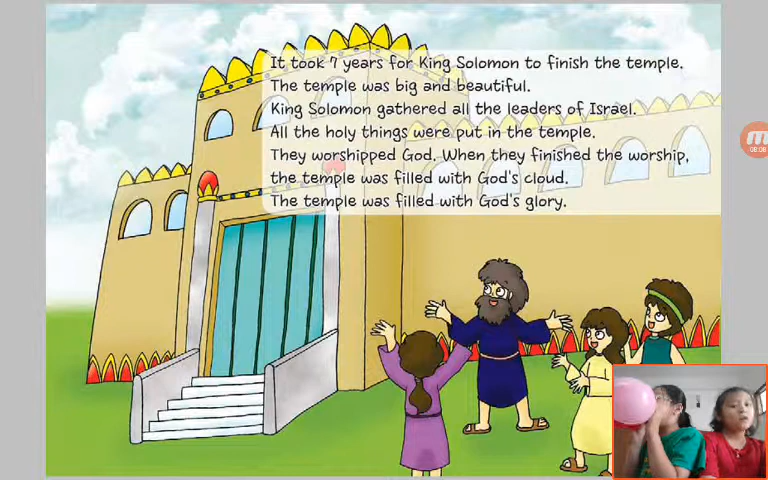 It took 7 years for King Solomon to finish the temple.
The temple was big and beautiful.
King Solomon gathered all the leaders of Israel.
All the holy things were put in the temple.
They worshipped God. When they finished the worship,
the temple was filled with God's cloud.
The temple was filled with God's glory.
08:08